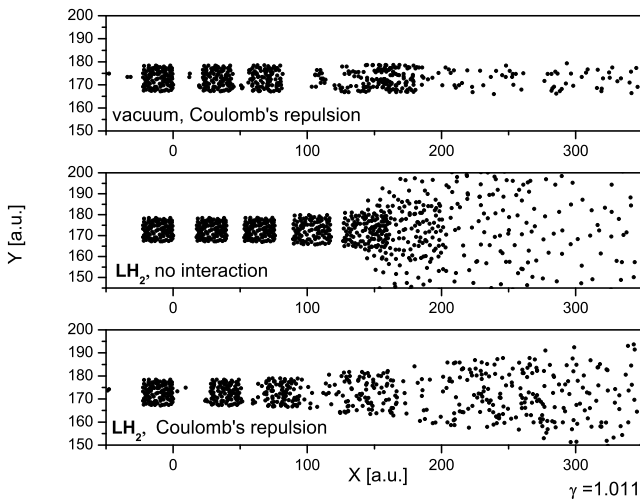 200
190
180
170
160
150
vacuum, Coulomb's repulsion
0 100 200 300
200
190
180
170
160
150
LH₂, no interaction
0 100 200 300
Y [a.u.]
200
190
180
170
160
150
LH₂, Coulomb's repulsion
0 100 200 300
X [a.u.]
γ =1.011